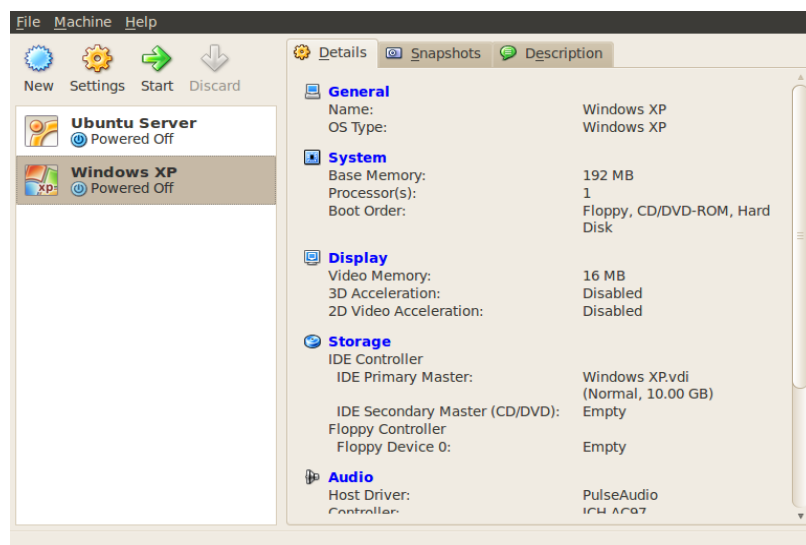 File Machine Help
New Settings Start Discard
Ubuntu Server
Powered Off
Windows XP
Powered Off
Details Snapshots Description
General
Name: Windows XP
OS Type: Windows XP
System
Base Memory: 192 MB
Processor(s): 1
Boot Order: Floppy, CD/DVD-ROM, Hard
Disk
Display
Video Memory: 16 MB
3D Acceleration: Disabled
2D Video Acceleration: Disabled
Storage
IDE Controller
IDE Primary Master: Windows XP.vdi
(Normal, 10.00 GB)
IDE Secondary Master (CD/DVD): Empty
Floppy Controller
Floppy Device 0: Empty
Audio
Host Driver: PulseAudio
Controller: ICH AC97